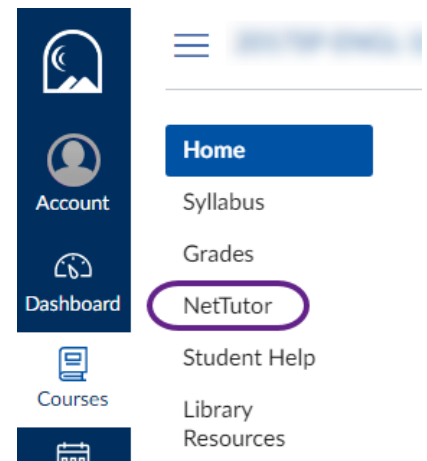 Home
Account
Syllabus
Grades
Dashboard
NetTutor
Student Help
Courses
Library
Resources